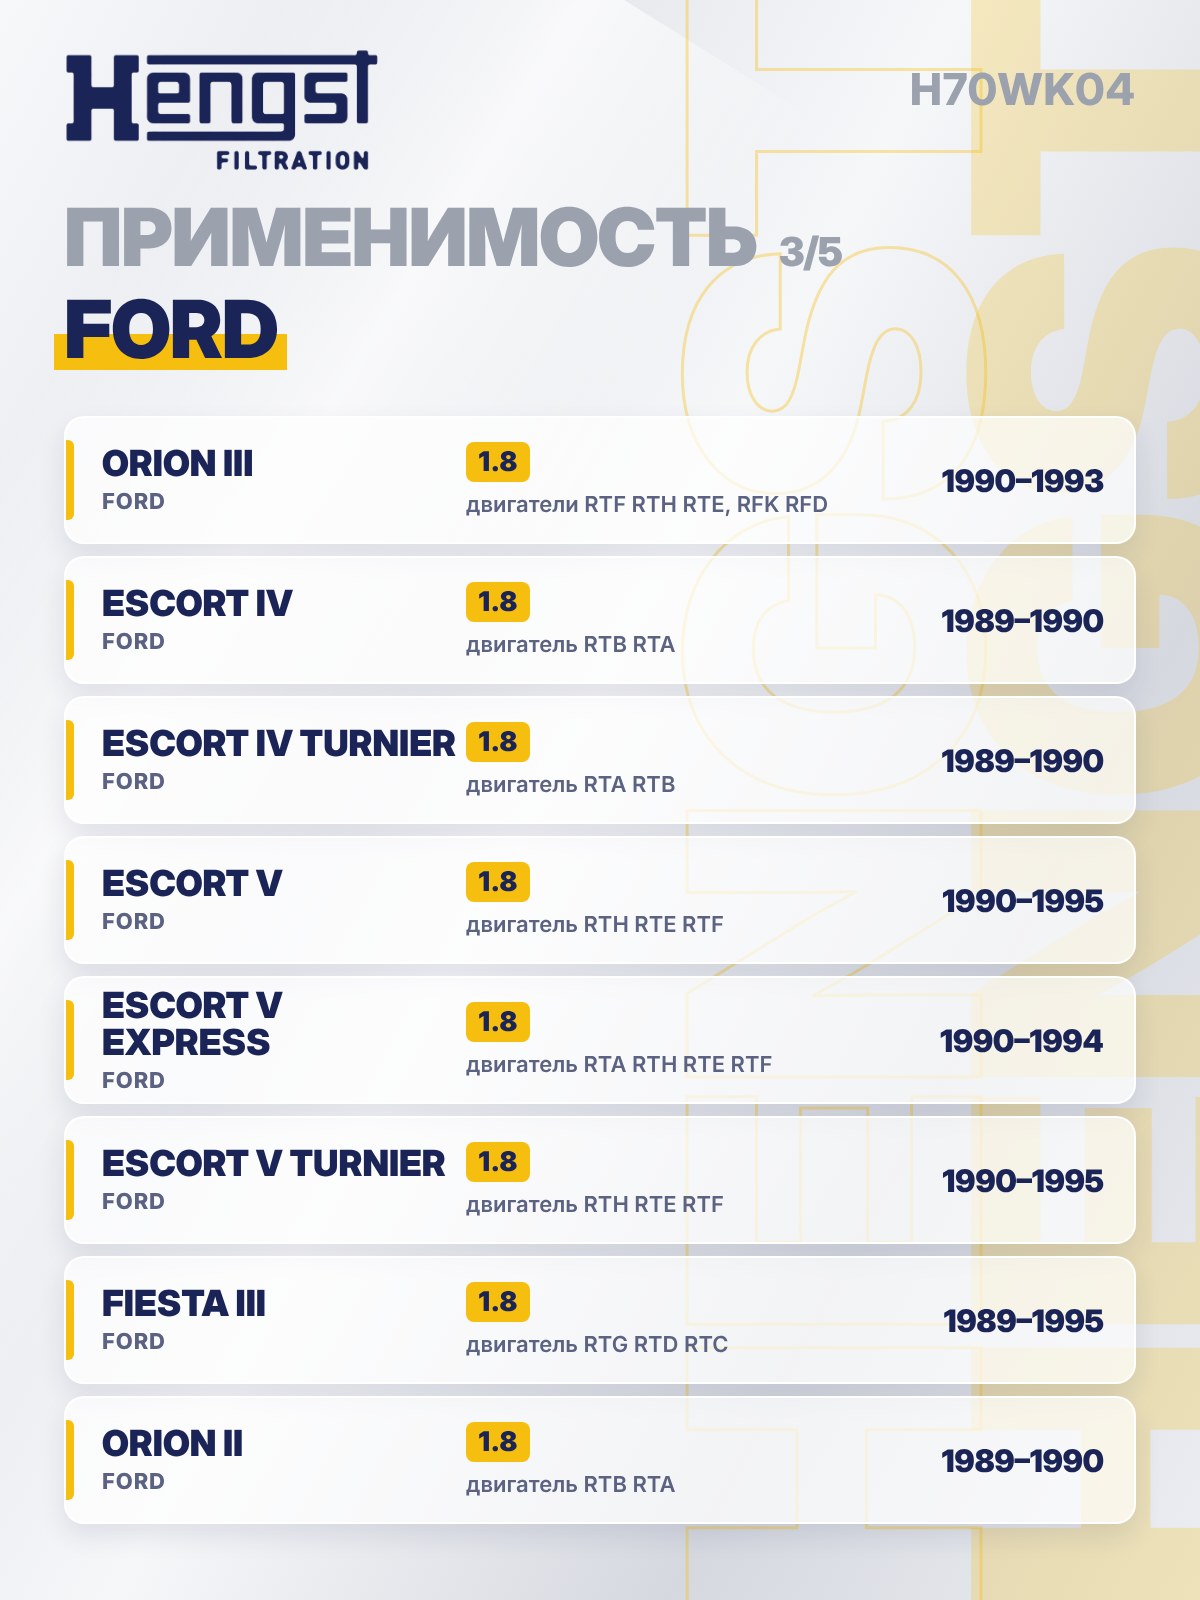 Hengst
FILTRATION
H70WK04
ПРИМЕНИМОСТЬ 3/5
FORD
ORION III
FORD
1.8
двигатели RTF RTH RTE, RFK RFD
1990–1993
ESCORT IV
FORD
1.8
двигатель RTB RTA
1989–1990
ESCORT IV TURNIER
FORD
1.8
двигатель RTA RTB
1989–1990
ESCORT V
FORD
1.8
двигатель RTH RTE RTF
1990–1995
ESCORT V
EXPRESS
FORD
1.8
двигатель RTA RTH RTE RTF
1990–1994
ESCORT V TURNIER
FORD
1.8
двигатель RTH RTE RTF
1990–1995
FIESTA III
FORD
1.8
двигатель RTG RTD RTC
1989–1995
ORION II
FORD
1.8
двигатель RTB RTA
1989–1990
HENGST
HENGST